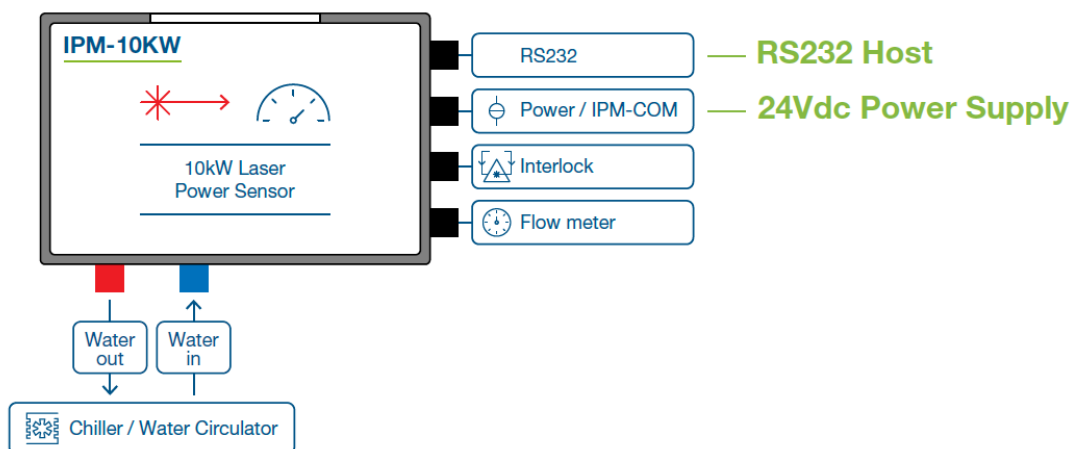 IPM-10KW
10kW Laser
Power Sensor
RS232
RS232 Host
Power / IPM-COM
24Vdc Power Supply
Interlock
Flow meter
Water
out
Water
in
Chiller / Water Circulator